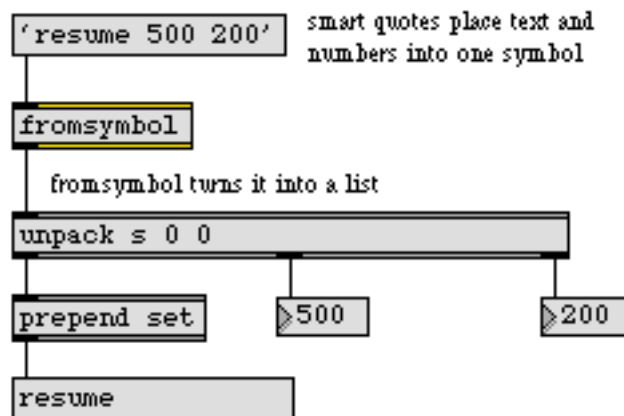 ‘resume 500 200’
smart quotes place text and
numbers into one symbol
fromsymbol
fromsymbol turns it into a list
unpack s 0 0
prepend set
500
200
resume